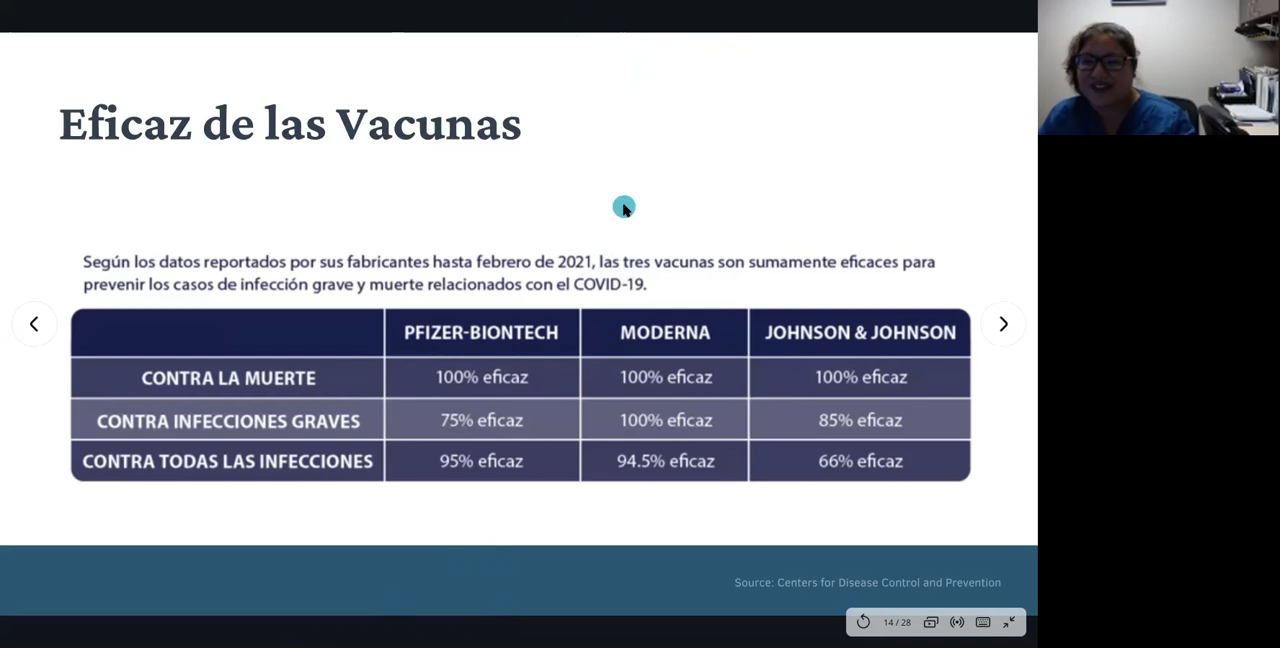 Eficaz de las Vacunas
Según los datos reportados por sus fabricantes hasta febrero de 2021, las tres vacunas son sumamente eficaces para
prevenir los casos de infección grave y muerte relacionados con el COVID-19.
PFIZER-BIONTECH MODERNA JOHNSON & JOHNSON
CONTRA LA MUERTE 100% eficaz 100% eficaz 100% eficaz
CONTRA INFECCIONES GRAVES 75% eficaz 100% eficaz 85% eficaz
CONTRA TODAS LAS INFECCIONES 95% eficaz 94.5% eficaz 66% eficaz
Source: Centers for Disease Control and Prevention
14 / 28